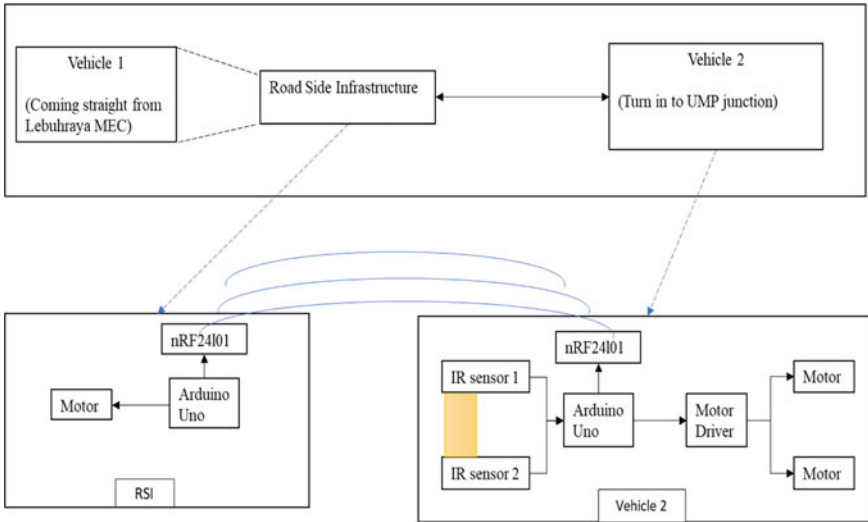 Vehicle 1
(Coming straight from
Lebuhraya MEC)
Road Side Infrastructure
Vehicle 2
(Turn in to UMP junction)
nRF24l01
Motor
Arduino
Uno
RSI
nRF24l01
IR sensor 1
Arduino
Uno
Motor
Driver
Motor
IR sensor 2
Motor
Vehicle 2